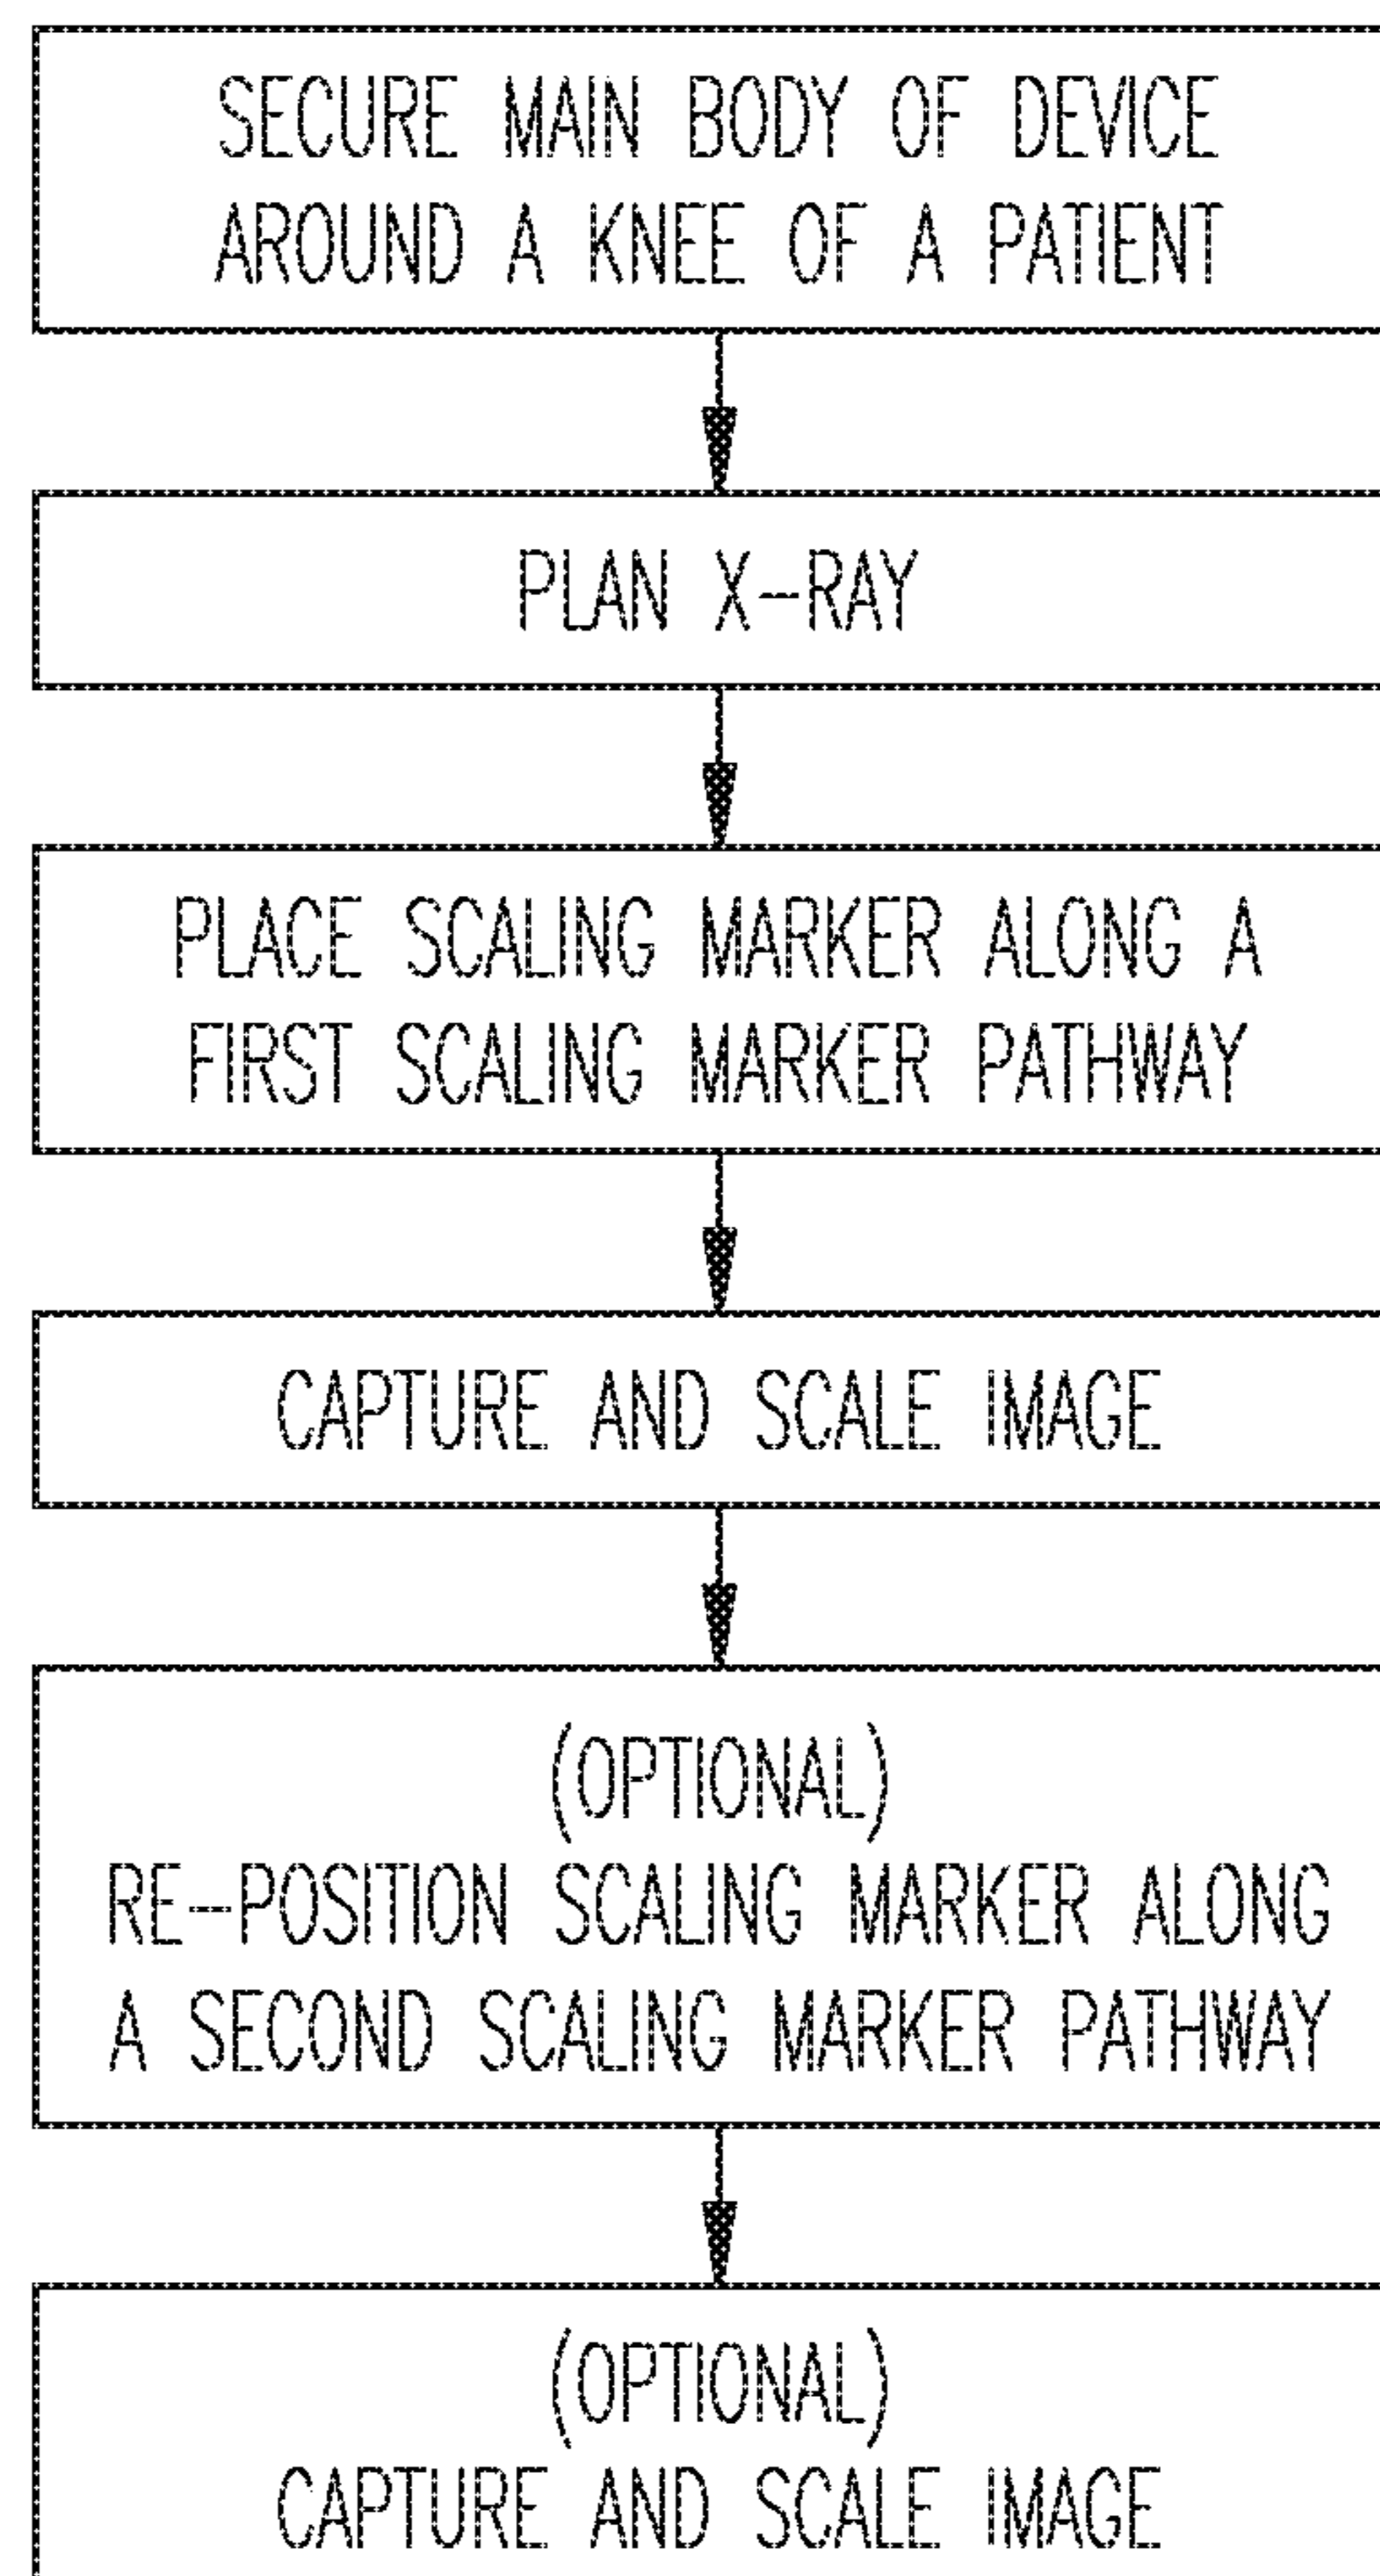 SECURE MAIN BODY OF DEVICE
AROUND A KNEE OF A PATIENT
PLAN X-RAY
PLACE SCALING MARKER ALONG A
FIRST SCALING MARKER PATHWAY
CAPTURE AND SCALE IMAGE
(OPTIONAL)
RE-POSITION SCALING MARKER ALONG
A SECOND SCALING MARKER PATHWAY
(OPTIONAL)
CAPTURE AND SCALE IMAGE